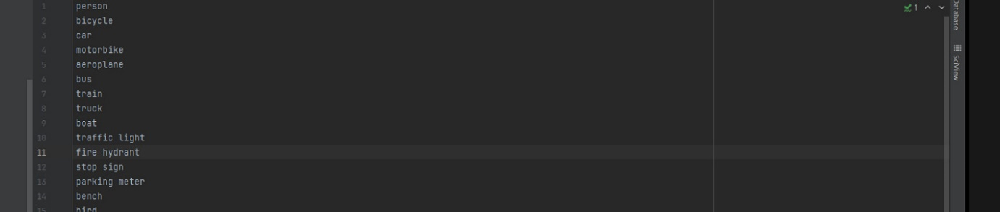 1 person
2 bicycle
3 car
4 motorbike
5 aeroplane
6 bus
7 train
8 truck
9 boat
10 traffic light
11 fire hydrant
12 stop sign
13 parking meter
14 bench
15 bird
1
Database
SciView